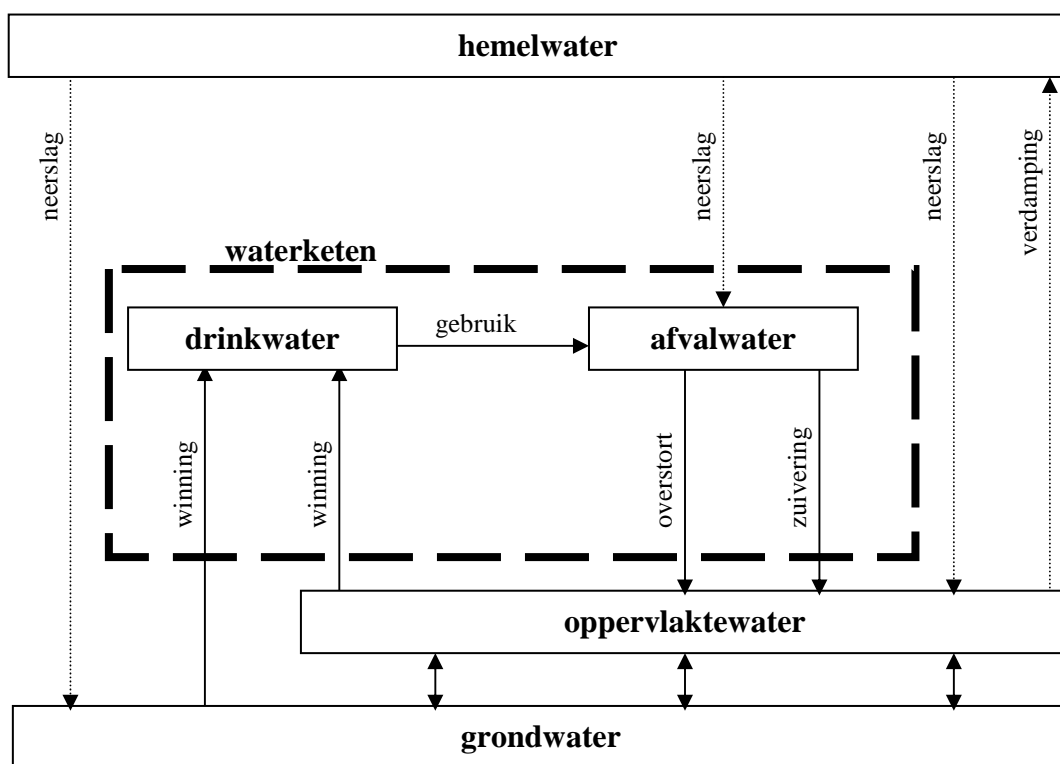 hemelwater
neerslag
neerslag
neerslag
verdamping
waterketen
drinkwater
gebruik
afvalwater
winning
winning
overstort
zuivering
oppervlaktewater
grondwater